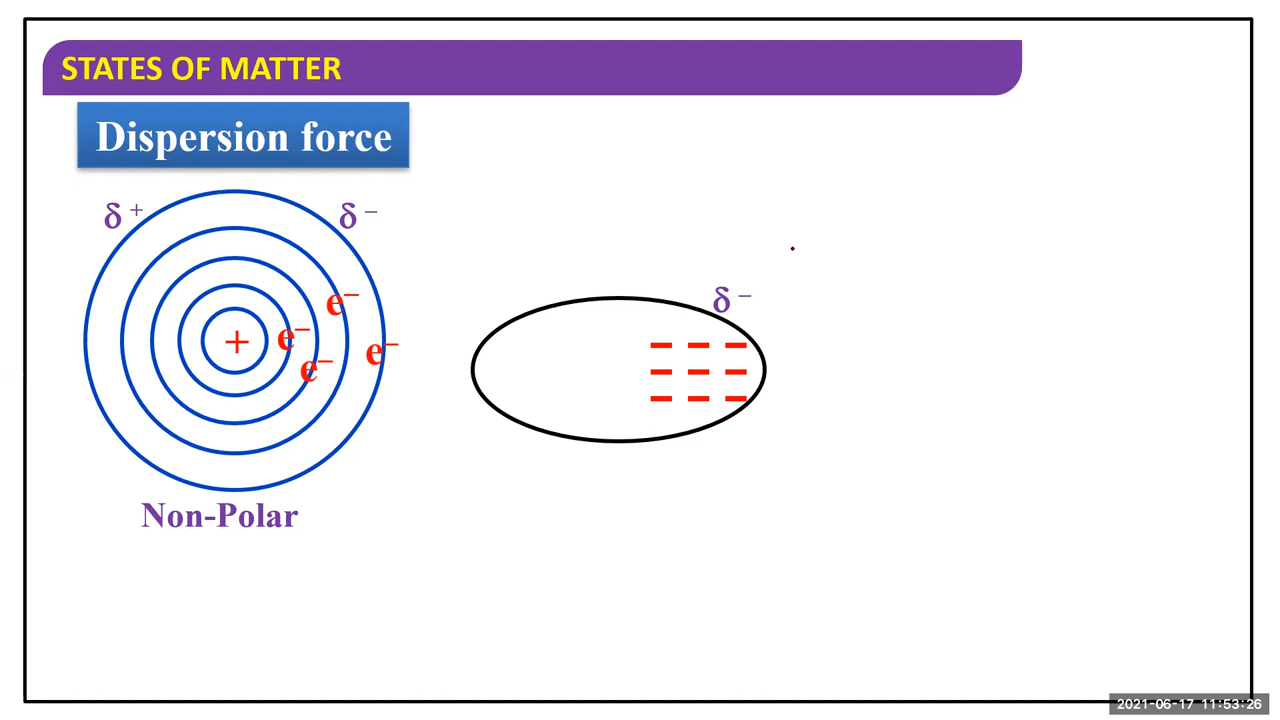 STATES OF MATTER
Dispersion force
δ + δ –
e–
+ e–
e– e–
δ –
Non-Polar
2021-06-17 11:53:26